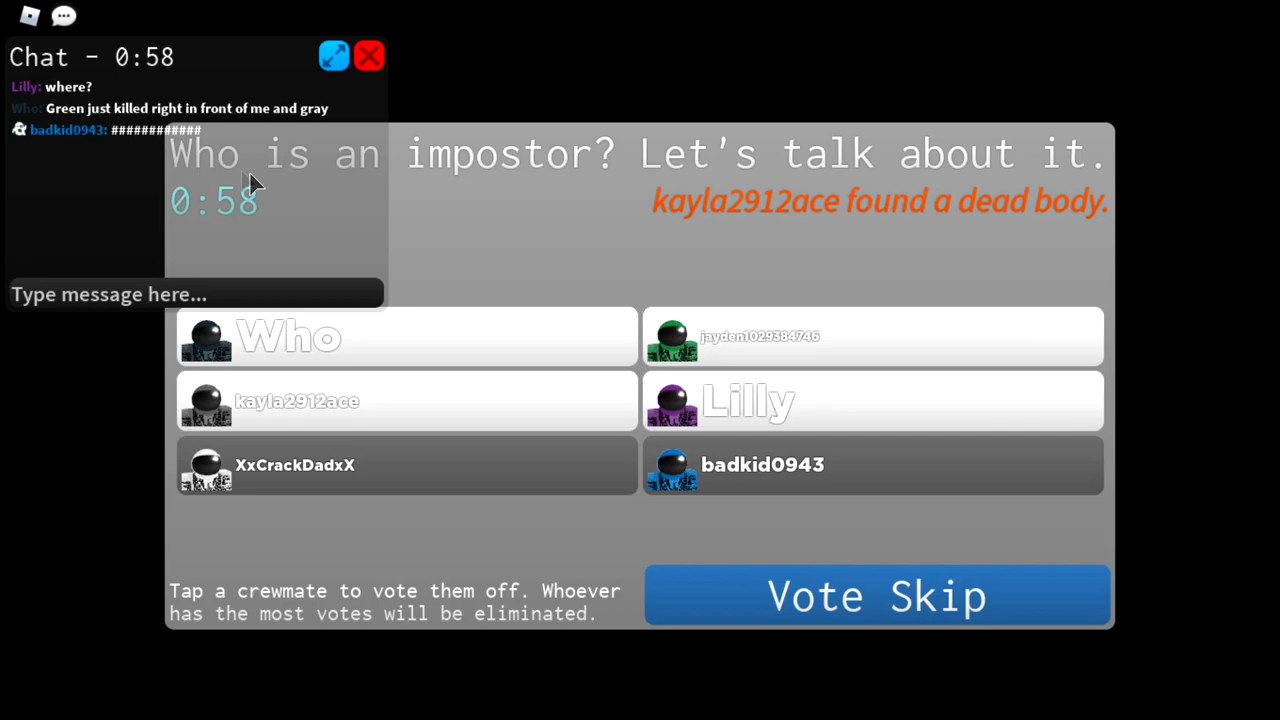 Chat - 0:58
Lilly: where?
Who: Green just killed right in front of me and gray
badkid0943: ############
Who is an impostor? Let's talk about it.
0:58
kayla2912ace found a dead body.
Type message here...
Who
jayden1029384746
kayla2912ace
Lilly
XxCrackDadxX
badkid0943
Tap a crewmate to vote them off. Whoever
has the most votes will be eliminated.
Vote Skip